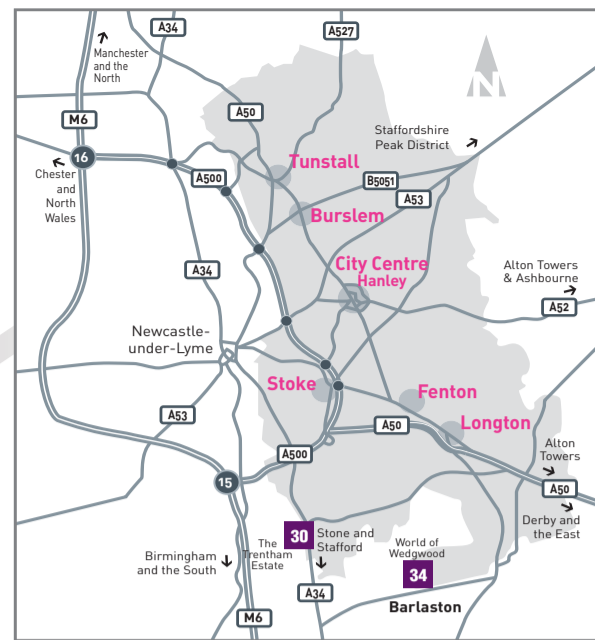 A34
A527
Manchester
and the
North
M6
A50
N
Staffordshire
Peak District
16
Chester
and
North
Wales
A500
Tunstall
B5051
A53
Burslem
City Centre
Hanley
A34
Alton Towers
& Ashbourne
A52
Newcastle-
under-Lyme
Stoke
Fenton
A53
A50
Longton
A500
Alton
Towers
15
A50
Derby and
the East
30
Stone and
Stafford
The
Trentham
Estate
World of
Wedgwood
34
Birmingham
and the South
A34
Barlaston
M6